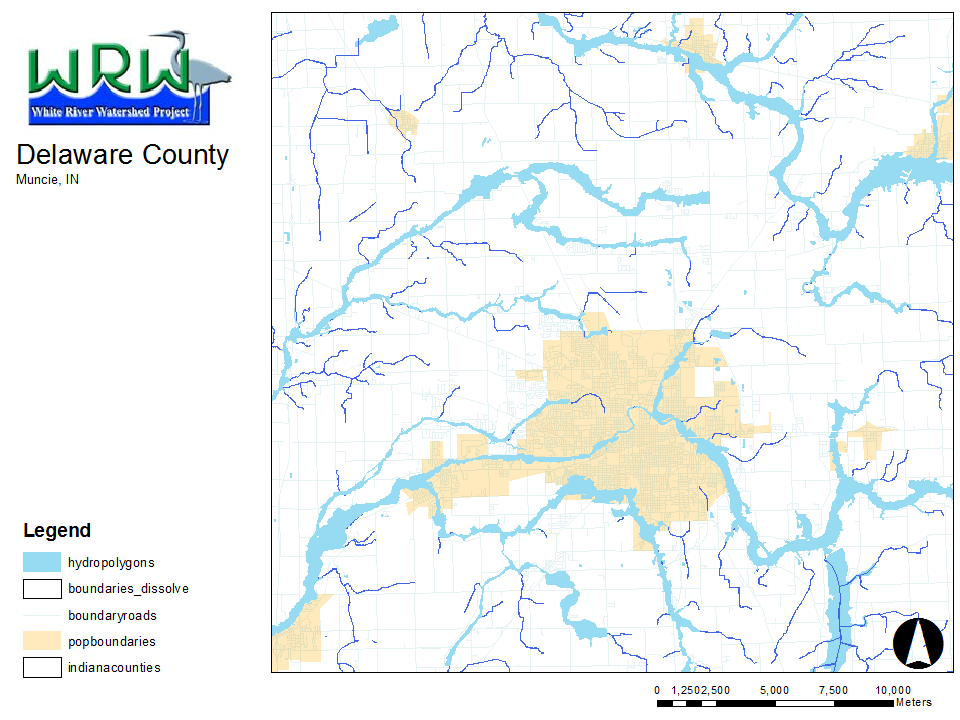 WRW
White River Watershed Project
Delaware County
Muncie, IN
Legend
hydropolygons
boundaries_dissolve
boundaryroads
popboundaries
indianacounties
0 1,250 2,500 5,000 7,500 10,000
Meters